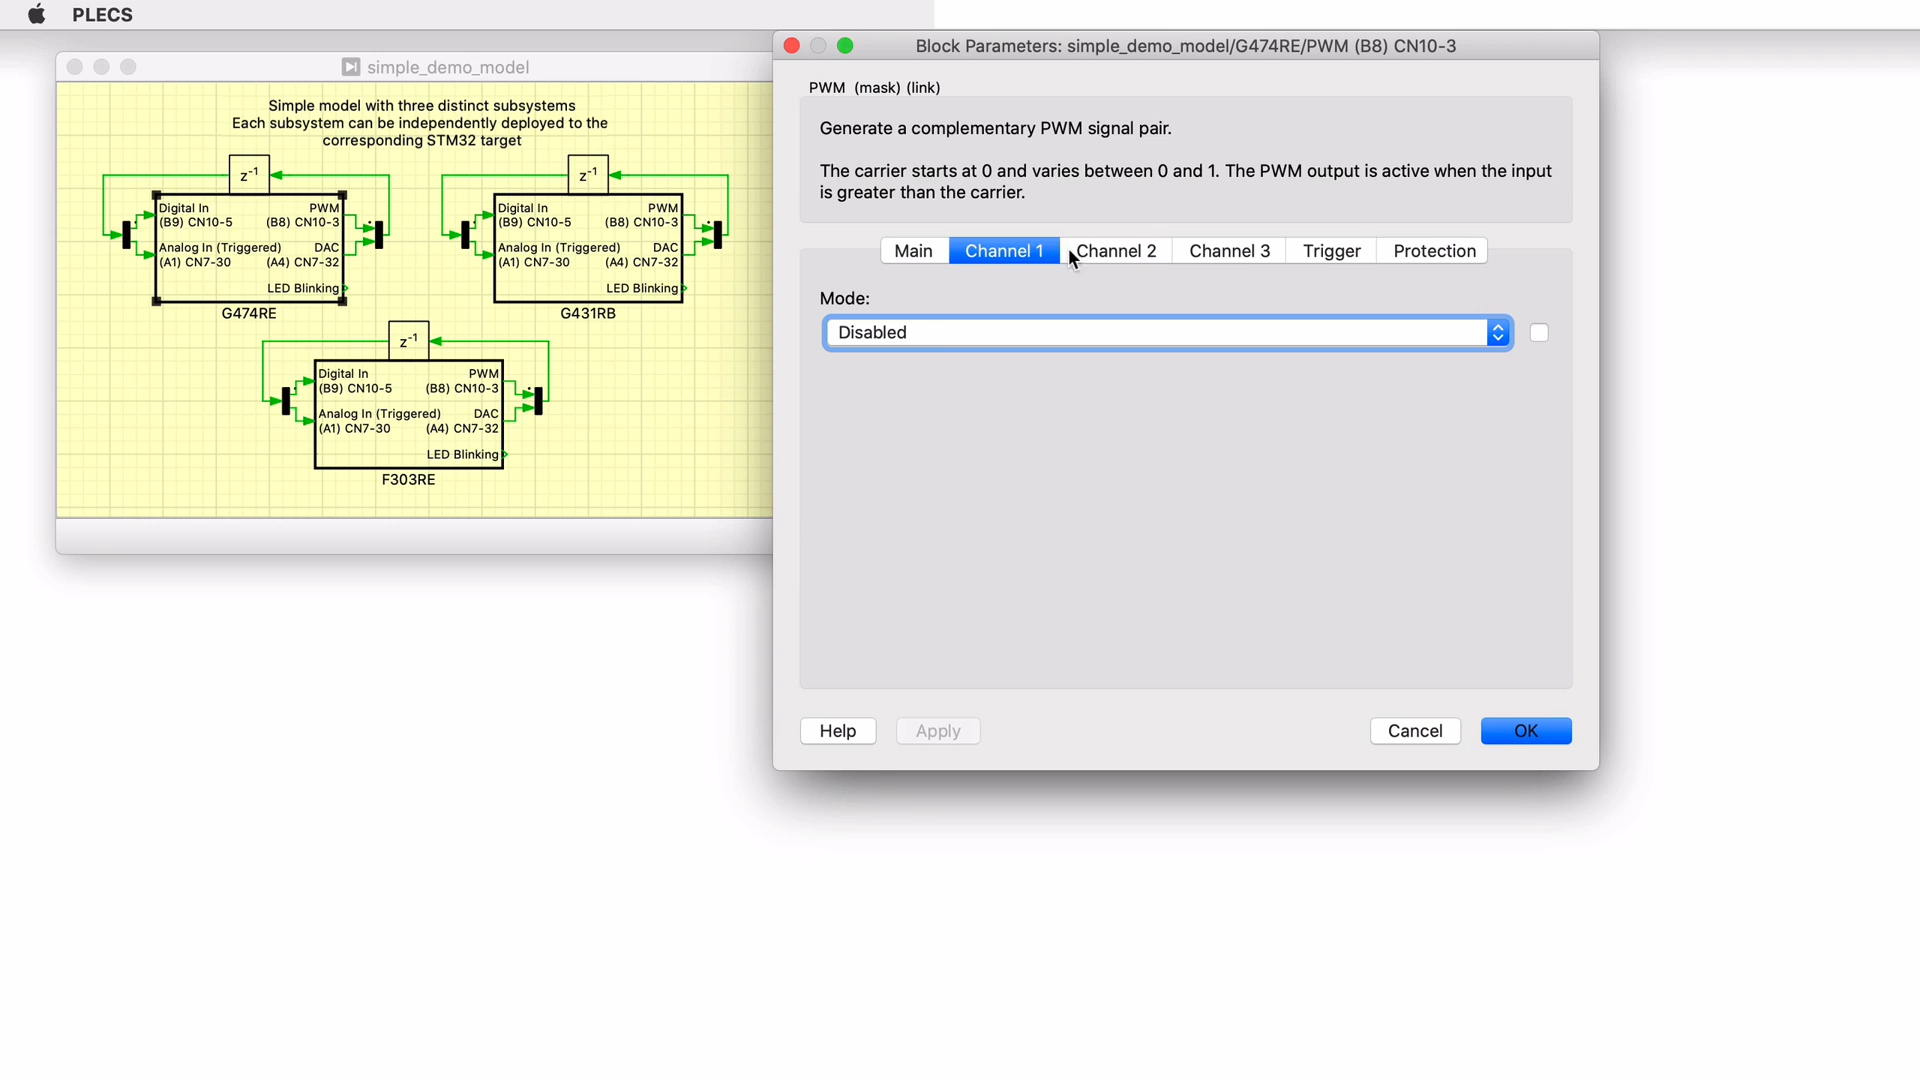 PLECS
simple_demo_model
Simple model with three distinct subsystems
Each subsystem can be independently deployed to the
corresponding STM32 target
z-1
Digital In
(B9) CN10-5
PWM
(B8) CN10-3
Analog In (Triggered)
(A1) CN7-30
DAC
(A4) CN7-32
LED Blinking
G474RE
z-1
Digital In
(B9) CN10-5
PWM
(B8) CN10-3
Analog In (Triggered)
(A1) CN7-30
DAC
(A4) CN7-32
LED Blinking
G431RB
z-1
Digital In
(B9) CN10-5
PWM
(B8) CN10-3
Analog In (Triggered)
(A1) CN7-30
DAC
(A4) CN7-32
LED Blinking
F303RE
Block Parameters: simple_demo_model/G474RE/PWM (B8) CN10-3
PWM (mask) (link)
Generate a complementary PWM signal pair.
The carrier starts at 0 and varies between 0 and 1. The PWM output is active when the input
is greater than the carrier.
Main Channel 1 Channel 2 Channel 3 Trigger Protection
Mode:
Disabled
Help Apply Cancel OK